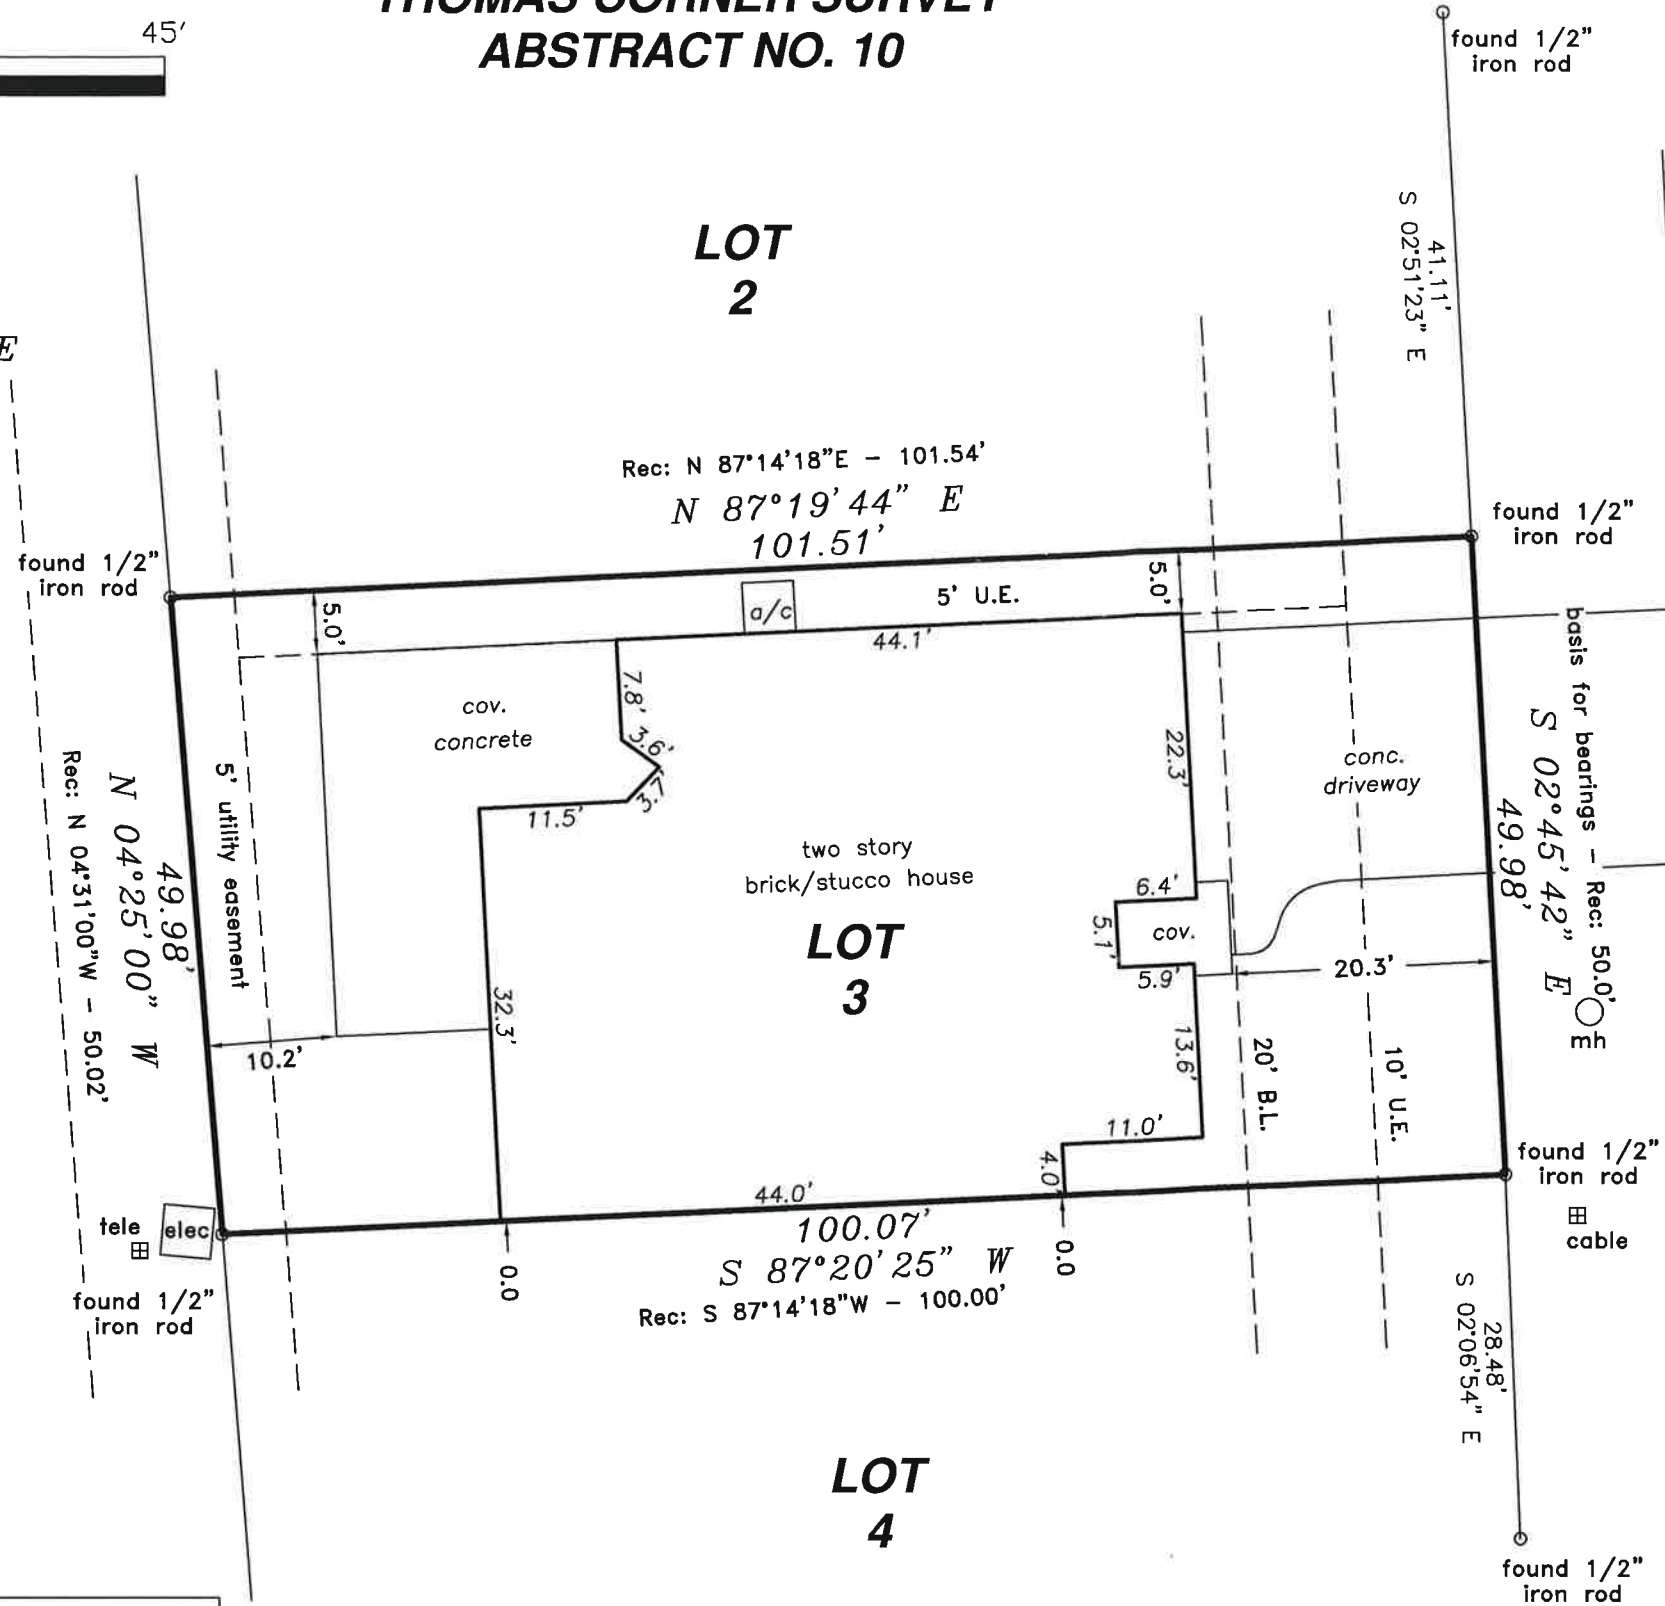 THOMAS CORNER SURVEY
ABSTRACT NO. 10
45'
found 1/2"
iron rod
41.11'
S 02°51'23" E
LOT
2
E
Rec: N 87°14'18"E - 101.54'
N 87°19'44" E
101.51'
found 1/2"
iron rod
found 1/2"
iron rod
5.0'
a/c
5' U.E.
5.0'
44.1'
cov.
concrete
7.8'
3.6'
3.7'
11.5'
22.3'
conc.
driveway
basis for bearings - Rec: 50.0'
S 02°45'42" E
49.98'
Rec: N 04°31'00"W - 50.02'
N 04°25'00" W
49.98'
5' utility easement
two story
brick/stucco house
LOT
3
6.4'
5.1'
cov.
5.9'
20.3'
mh
10.2'
32.3'
13.6'
20' B.L.
10' U.E.
11.0'
4.0'
found 1/2"
iron rod
tele
elec
cable
44.0'
100.07'
S 87°20'25" W
Rec: S 87°14'18"W - 100.00'
0.0
0.0
found 1/2"
iron rod
28.48'
S 02°06'54" E
LOT
4
found 1/2"
iron rod